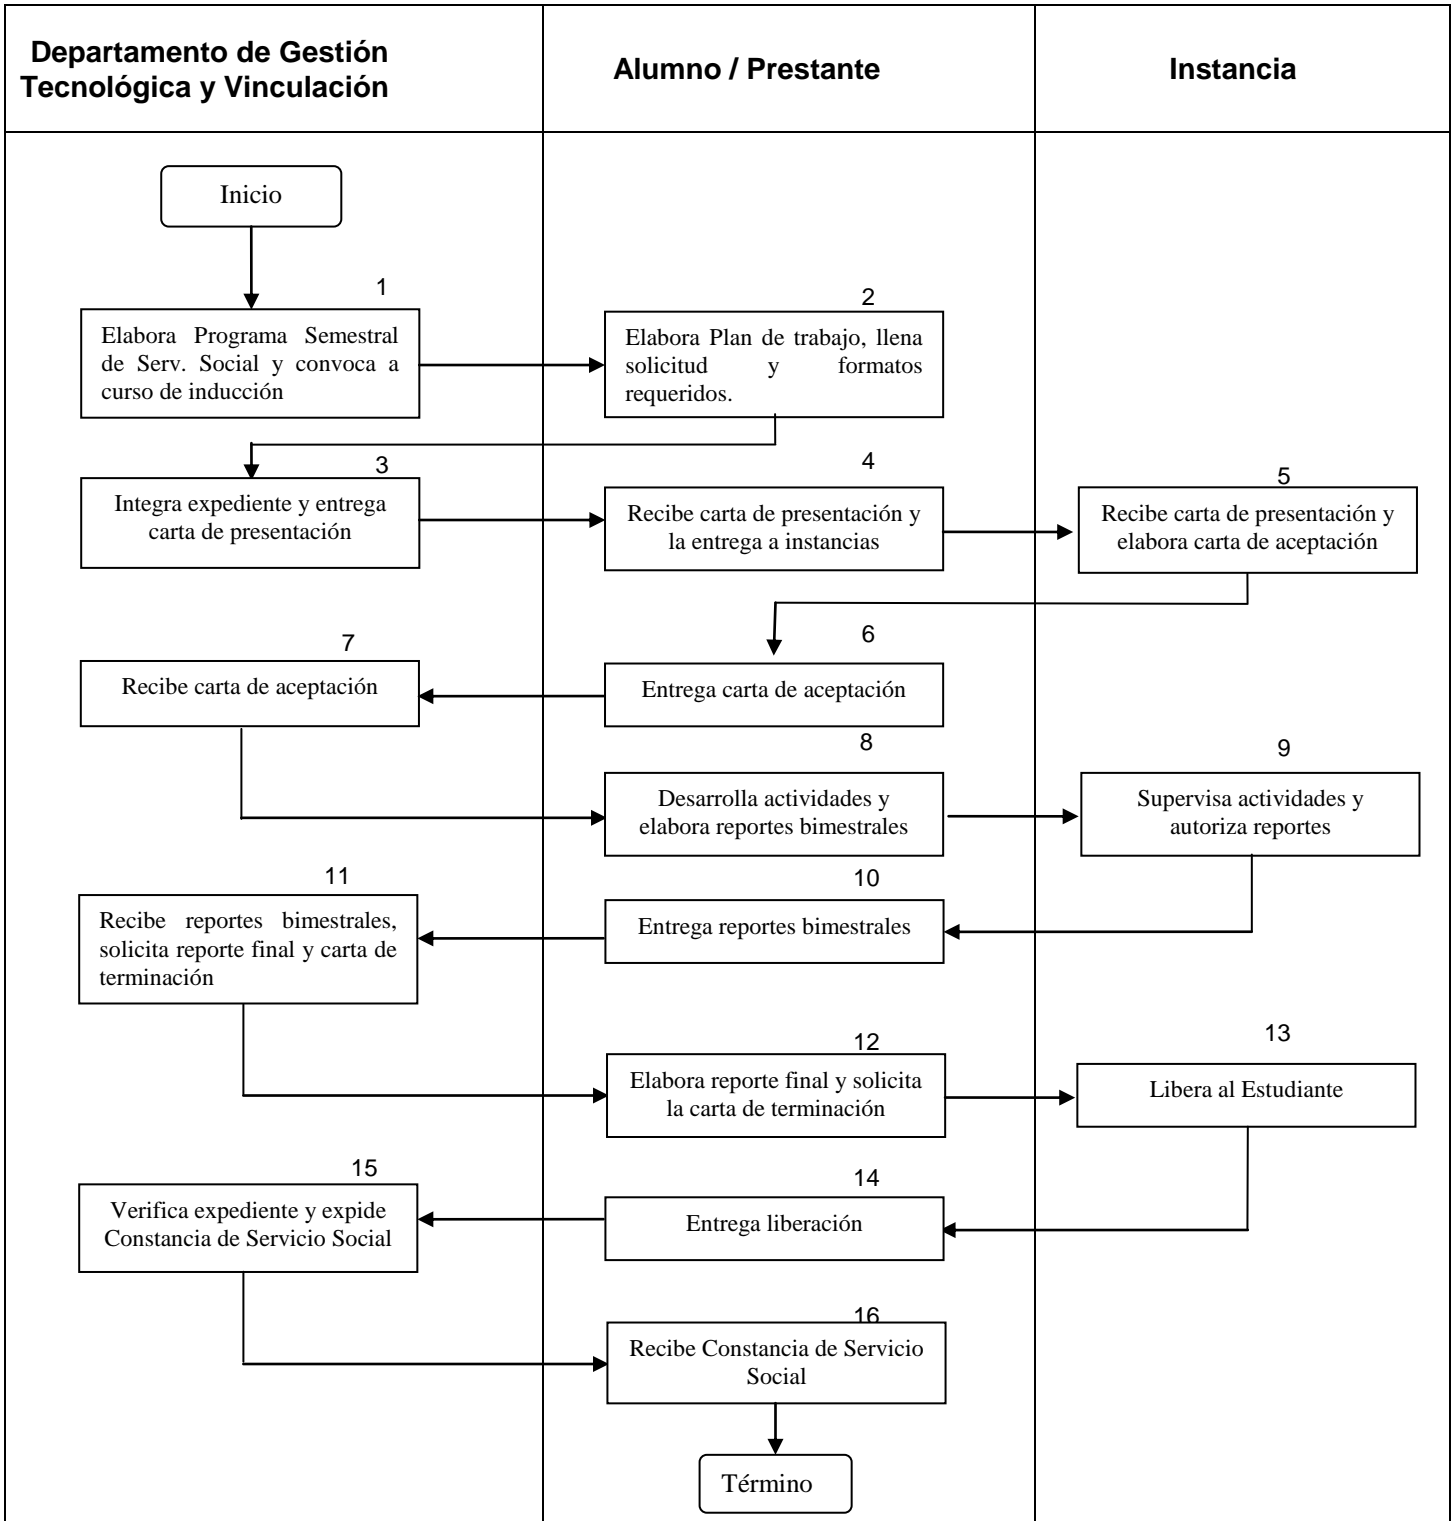 Departamento de Gestión
Tecnológica y Vinculación
Alumno / Prestante
Instancia
Inicio
1
Elabora Programa Semestral
de Serv. Social y convoca a
curso de inducción
2
Elabora Plan de trabajo, llena
solicitud y formatos
requeridos.
3
Integra expediente y entrega
carta de presentación
4
Recibe carta de presentación y
la entrega a instancias
5
Recibe carta de presentación y
elabora carta de aceptación
6
Entrega carta de aceptación
7
Recibe carta de aceptación
8
Desarrolla actividades y
elabora reportes bimestrales
9
Supervisa actividades y
autoriza reportes
10
Entrega reportes bimestrales
11
Recibe reportes bimestrales,
solicita reporte final y carta de
terminación
12
Elabora reporte final y solicita
la carta de terminación
13
Libera al Estudiante
14
Entrega liberación
15
Verifica expediente y expide
Constancia de Servicio Social
16
Recibe Constancia de Servicio
Social
Término